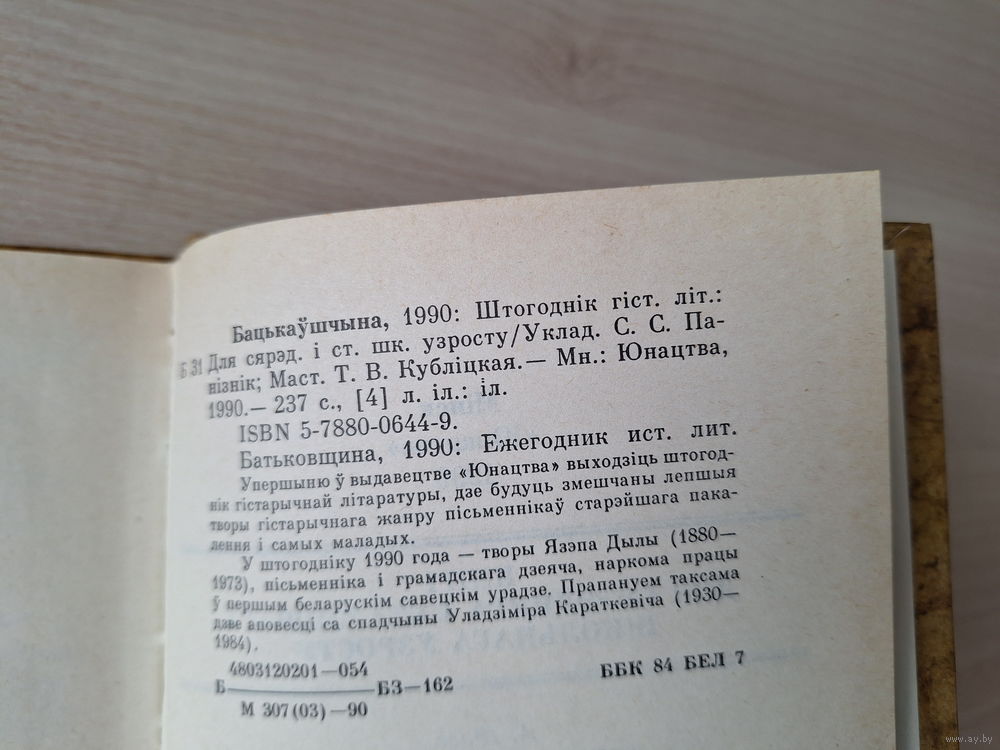 Бацькаўшчына, 1990: Штогоднік гіст. літ.:
Б 31 Для сярэд. і ст. шк. узросту/Уклад. С. С. Па-
нізнік; Маст. Т. В. Кубліцкая.— Мн.: Юнацтва,
1990.— 237 с., [4] л. іл.: іл.
ISBN 5-7880-0644-9.
Батьковщина, 1990: Ежегодник ист. лит.
Упершыню ў выдавецтве «Юнацтва» выходзіць штогод-
нік гістарычнай літаратуры, дзе будуць змешчаны лепшыя
творы гістарычнага жанру пісьменнікаў старэйшага пака-
лення і самых маладых.
У штогодніку 1990 года — творы Язэпа Дылы (1880—
1973), пісьменніка і грамадскага дзеяча, наркома працы
ў першым беларускім савецкім урадзе. Прапануем таксама
дзве аповесці са спадчыны Уладзіміра Караткевіча (1930—
1984).
4803120201—054
Б—БЗ—162
ББК 84 БЕЛ 7
М 307(03)—90
www.ay.by